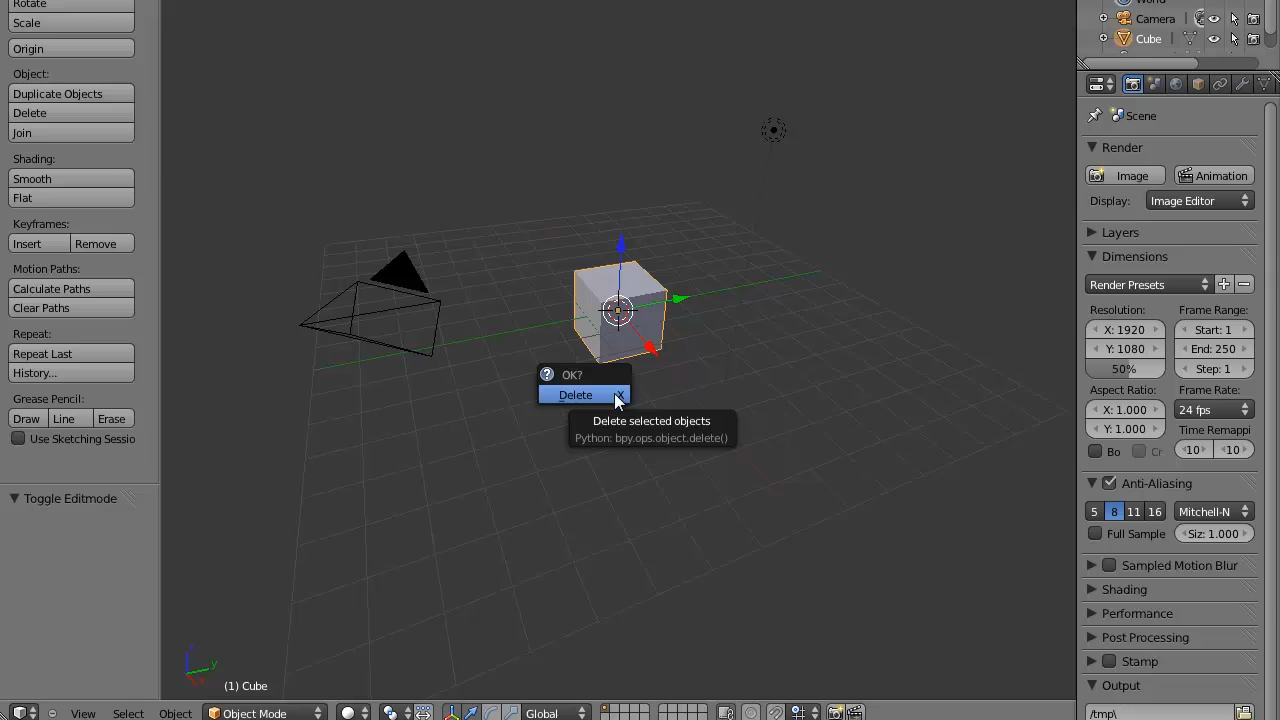 Rotate
Scale
Origin
Object:
Duplicate Objects
Delete
Join
Shading:
Smooth
Flat
Keyframes:
Insert Remove
Motion Paths:
Calculate Paths
Clear Paths
Repeat:
Repeat Last
History...
Grease Pencil:
Draw Line Erase
Use Sketching Sessio
Toggle Editmode
OK?
Delete X
Delete selected objects
Python: bpy.ops.object.delete()
z
y
x
(1) Cube
View Select Object Object Mode Global
World
Camera
Cube
Scene
Render
Image Animation
Display: Image Editor
Layers
Dimensions
Render Presets
Resolution: Frame Range:
X: 1920 Start: 1
Y: 1080 End: 250
50% Step: 1
Aspect Ratio: Frame Rate:
X: 1.000 24 fps
Y: 1.000 Time Remappi
Bo Cr 10 10
Anti-Aliasing
5 8 11 16 Mitchell-N
Full Sample Siz: 1.000
Sampled Motion Blur
Shading
Performance
Post Processing
Stamp
Output
/tmp\